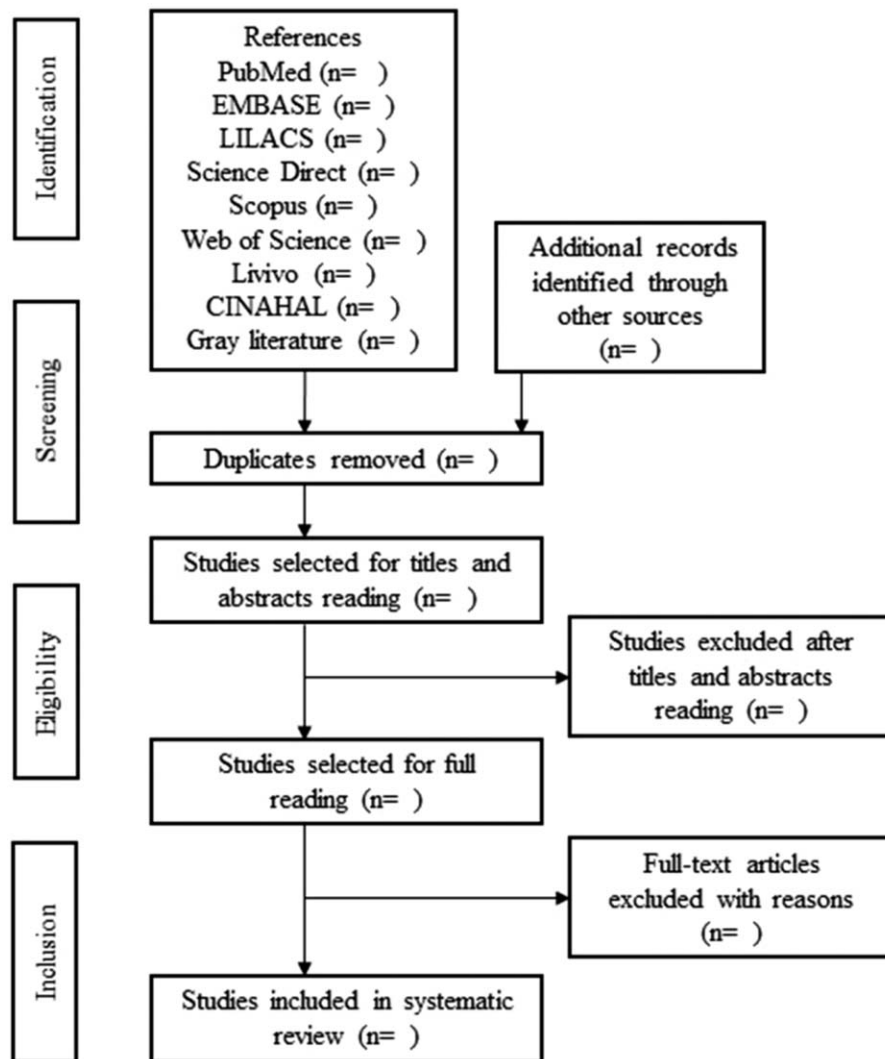 Identification
References
PubMed (n= )
EMBASE (n= )
LILACS (n= )
Science Direct (n= )
Scopus (n= )
Web of Science (n= )
Livivo (n= )
CINAHAL (n= )
Gray literature (n= )
Additional records
identified through
other sources
(n= )
Screening
Duplicates removed (n= )
Studies selected for titles and
abstracts reading (n= )
Eligibility
Studies excluded after
titles and abstracts
reading (n= )
Studies selected for full
reading (n= )
Inclusion
Full-text articles
excluded with reasons
(n= )
Studies included in systematic
review (n= )